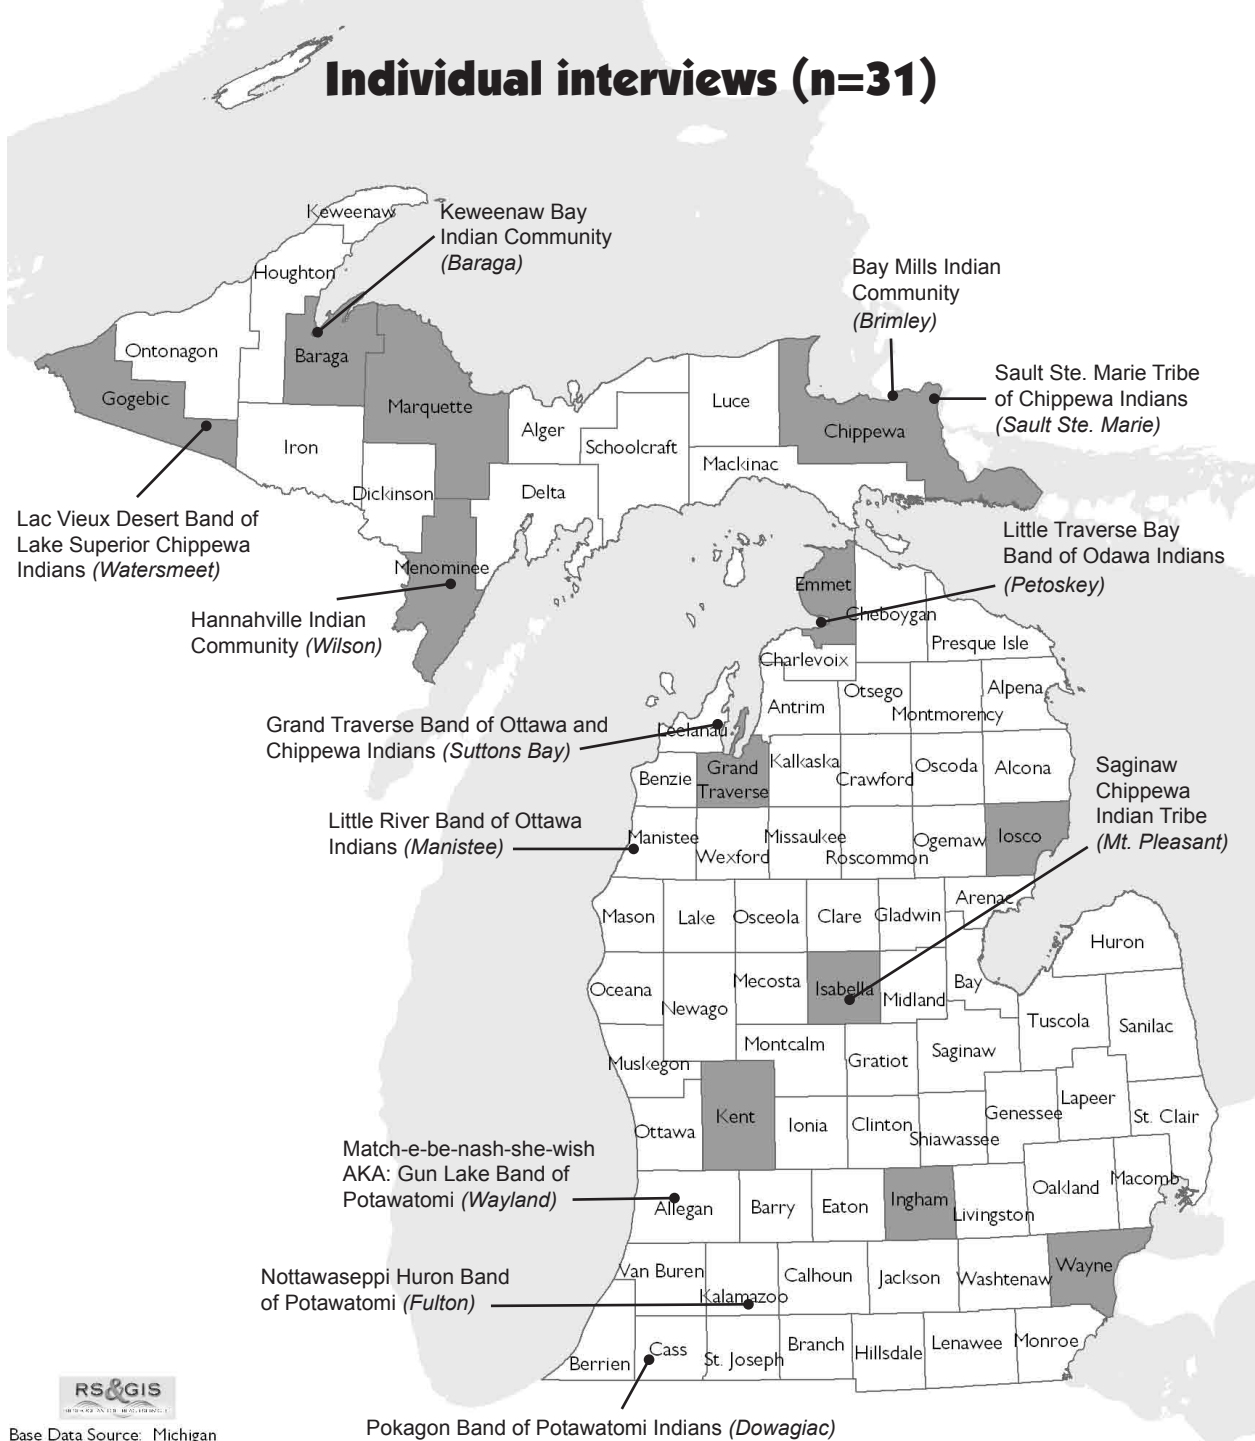 Individual interviews (n=31)
Keweenaw
Keweenaw Bay
Indian Community
(Baraga)
Houghton
Bay Mills Indian
Community
(Brimley)
Ontonagon
Baraga
Gogebic
Marquette
Sault Ste. Marie Tribe
of Chippewa Indians
(Sault Ste. Marie)
Luce
Alger
Chippewa
Iron
Schoolcraft
Mackinac
Dickinson
Delta
Lac Vieux Desert Band of
Lake Superior Chippewa
Indians (Watersmeet)
Little Traverse Bay
Band of Odawa Indians
(Petoskey)
Menominee
Emmet
Hannahville Indian
Community (Wilson)
Cheboygan
Presque Isle
Charlevoix
Otsego
Alpena
Antrim
Montmorency
Grand Traverse Band of Ottawa and
Chippewa Indians (Suttons Bay)
Leelanau
Benzie
Grand
Traverse
Kalkaska
Crawford
Oscoda
Alcona
Saginaw
Chippewa
Indian Tribe
(Mt. Pleasant)
Little River Band of Ottawa
Indians (Manistee)
Manistee
Wexford
Missaukee
Roscommon
Ogemaw
Iosco
Mason
Lake
Osceola
Clare
Gladwin
Arenac
Huron
Oceana
Newago
Mecosta
Isabella
Midland
Bay
Tuscola
Sanilac
Muskegon
Montcalm
Gratiot
Saginaw
Ottawa
Kent
Ionia
Clinton
Shiawassee
Genessee
Lapeer
St. Clair
Match-e-be-nash-she-wish
AKA: Gun Lake Band of
Potawatomi (Wayland)
Allegan
Barry
Eaton
Ingham
Livingston
Oakland
Macomb
Nottawaseppi Huron Band
of Potawatomi (Fulton)
Van Buren
Kalamazoo
Calhoun
Jackson
Washtenaw
Wayne
Berrien
Cass
St. Joseph
Branch
Hillsdale
Lenawee
Monroe
RS&GIS
Base Data Source: Michigan
Pokagon Band of Potawatomi Indians (Dowagiac)